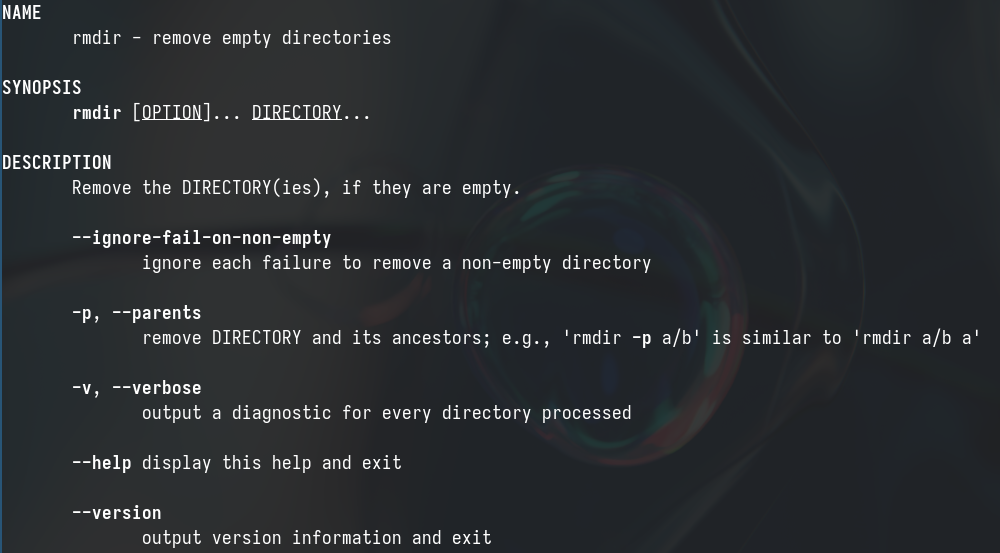 NAME
rmdir - remove empty directories
SYNOPSIS
rmdir [OPTION]... DIRECTORY...
DESCRIPTION
Remove the DIRECTORY(ies), if they are empty.
--ignore-fail-on-non-empty
ignore each failure to remove a non-empty directory
-p, --parents
remove DIRECTORY and its ancestors; e.g., 'rmdir -p a/b' is similar to 'rmdir a/b a'
-v, --verbose
output a diagnostic for every directory processed
--help display this help and exit
--version
output version information and exit